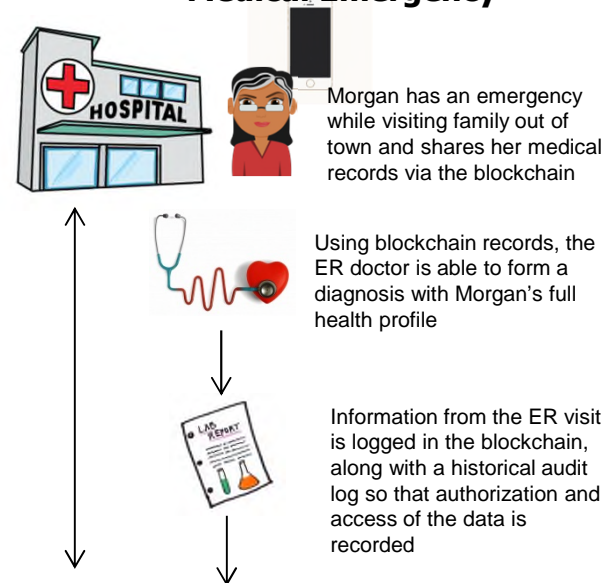 Medical Emergency
HOSPITAL
Morgan has an emergency
while visiting family out of
town and shares her medical
records via the blockchain
Using blockchain records, the
ER doctor is able to form a
diagnosis with Morgan's full
health profile
LAB
REPORT
Information from the ER visit
is logged in the blockchain,
along with a historical audit
log so that authorization and
access of the data is
recorded